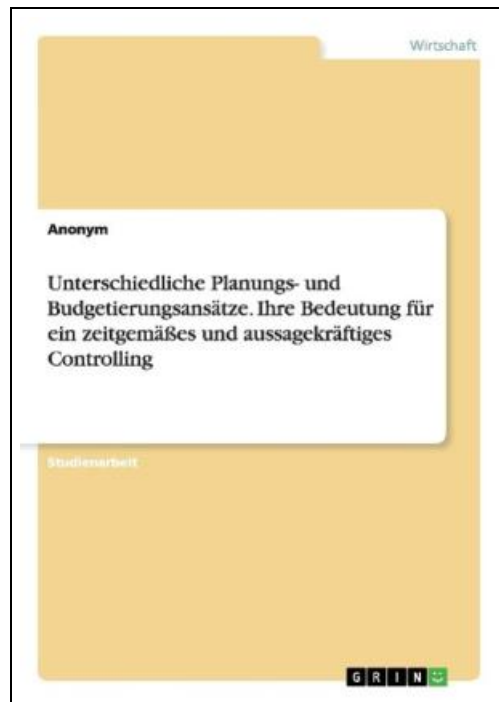 Wirtschaft
Anonym
Unterschiedliche Planungs- und
Budgetierungsansätze. Ihre Bedeutung für
ein zeitgemäßes und aussagekräftiges
Controlling
Studienarbeit
GRIN